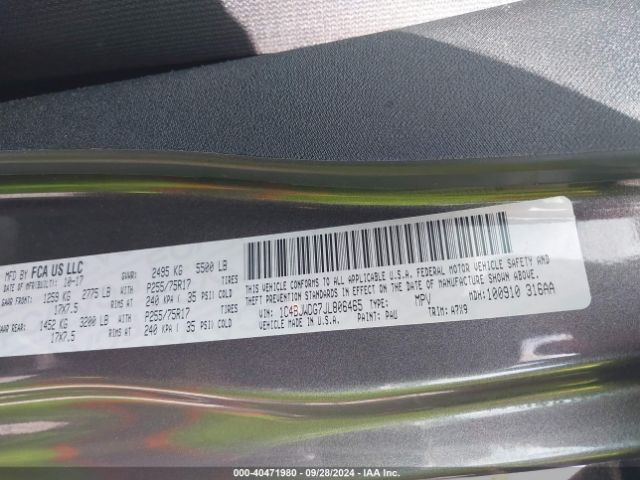 MFD BY FCA US LLC GVWR: 2495 KG 5500 LB
DATE OF MFR/BUILT: 10-17
GAWR FRONT 1259 KG 2775 LB P255/75R17 TIRES
17X7.5 RIMS AT 240 KPA ( 35 PSI) COLD
GAWR REAR 1452 KG 3200 LB P255/75R17 TIRES
17X7.5 RIMS AT 240 KPA ( 35 PSI) COLD
THIS VEHICLE CONFORMS TO ALL APPLICABLE U.S.A. FEDERAL MOTOR VEHICLE SAFETY AND
THEFT PREVENTION STANDARDS IN EFFECT ON THE DATE OF MANUFACTURE SHOWN ABOVE.
VIN: 1C4BJWDG7JL806465 TYPE: MPV MDH: 100910 316AA
VEHICLE MADE IN U.S.A. PAINT: PAU TRIM: A7X9
000-40471980 - 09/28/2024 - IAA Inc.